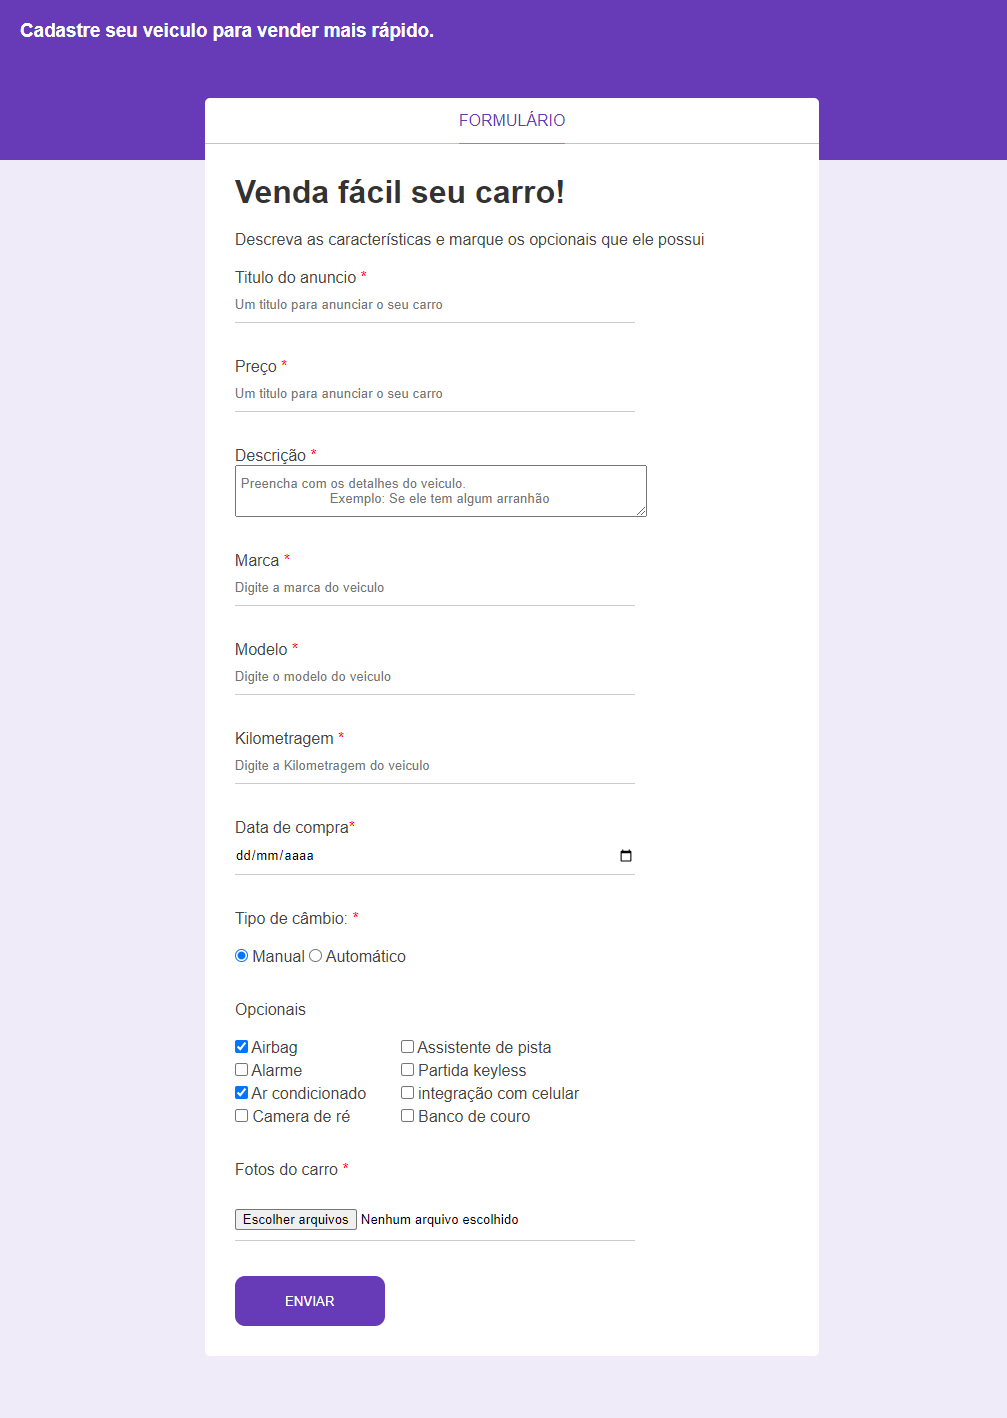 Cadastre seu veiculo para vender mais rápido.
FORMULÁRIO
Venda fácil seu carro!
Descreva as características e marque os opcionais que ele possui
Titulo do anuncio *
Um titulo para anunciar o seu carro
Preço *
Um titulo para anunciar o seu carro
Descrição *
Preencha com os detalhes do veiculo.
Exemplo: Se ele tem algum arranhão
Marca *
Digite a marca do veiculo
Modelo *
Digite o modelo do veiculo
Kilometragem *
Digite a Kilometragem do veiculo
Data de compra*
dd/mm/aaaa
Tipo de câmbio: *
Manual Automático
Opcionais
Airbag Assistente de pista
Alarme Partida keyless
Ar condicionado integração com celular
Camera de ré Banco de couro
Fotos do carro *
Escolher arquivos Nenhum arquivo escolhido
ENVIAR